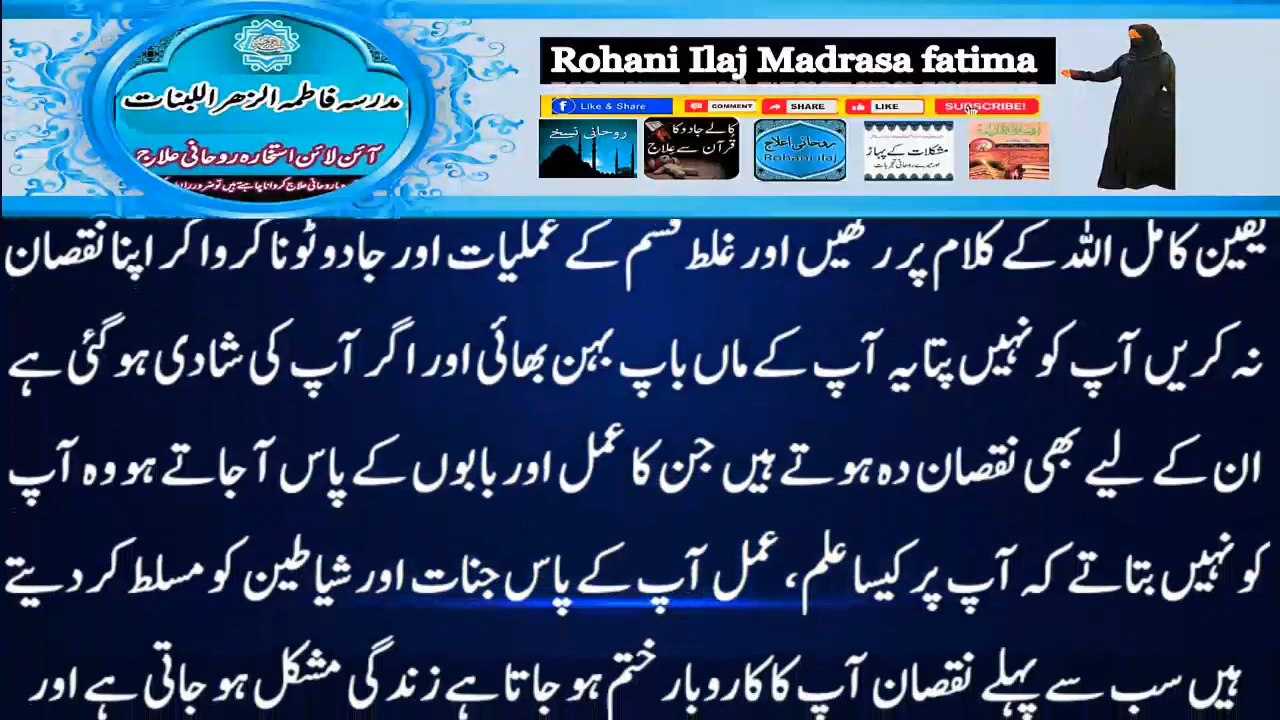 مدرسہ فاطمہ الزھرا للبنات
آئن لائن استخارہ روحانی علاج
Rohani Ilaj Madrasa fatima
Like & Share
COMMENT
SHARE
LIKE
SUBSCRIBE!
روحانی نسخ
کالے جادو کا
قرآن سے علاج
روحانی علاج
Rohani ilaj
مشکلات کے پہاڑ
یقین کامل اللہ کے کلام پر رکھیں اور غلط قسم کے عملیات اور جادو ٹونا کروا کر اپنا نقصان
نہ کریں آپ کو نہیں پتا یہ آپ کے ماں باپ بہن بھائی اور اگر آپ کی شادی ہو گئی ہے
ان کے لیے بھی نقصان دہ ہوتے ہیں جن کا عمل اور بابوں کے پاس آ جاتے ہو وہ آپ
کو نہیں بتاتے کہ آپ پر کیسا علم، عمل آپ کے پاس جنات اور شیاطین کو مسلط کر دیتے
ہیں سب سے پہلے نقصان آپ کا کاروبار ختم ہو جاتا ہے زندگی مشکل ہو جاتی ہے اور